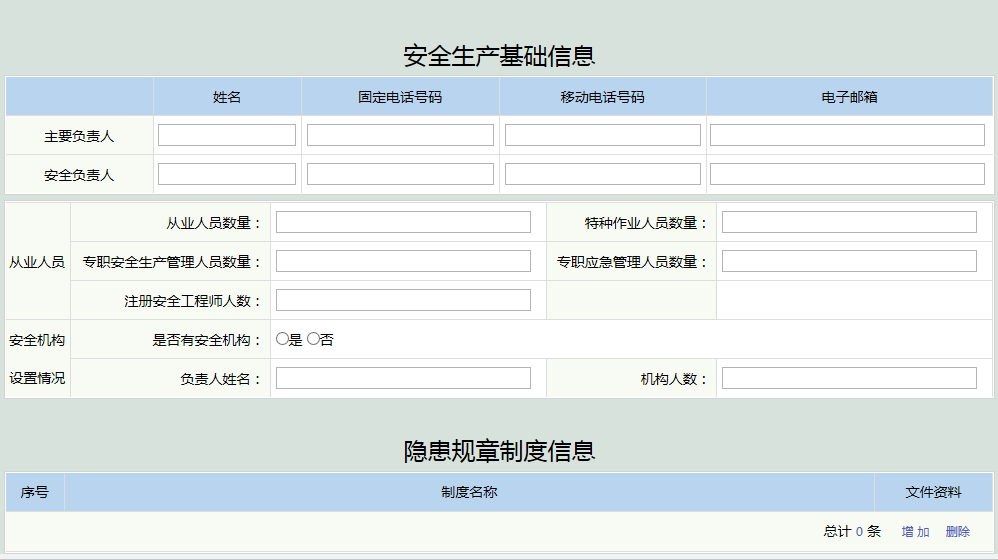 安全生产基础信息
姓名 固定电话号码 移动电话号码 电子邮箱
主要负责人
安全负责人
从业人员数量： 特种作业人员数量：
从业人员 专职安全生产管理人员数量： 专职应急管理人员数量：
注册安全工程师人数：
安全机构 是否有安全机构： 是 否
设置情况 负责人姓名： 机构人数：
隐患规章制度信息
序号 制度名称 文件资料
总计 0 条 增 加 删除